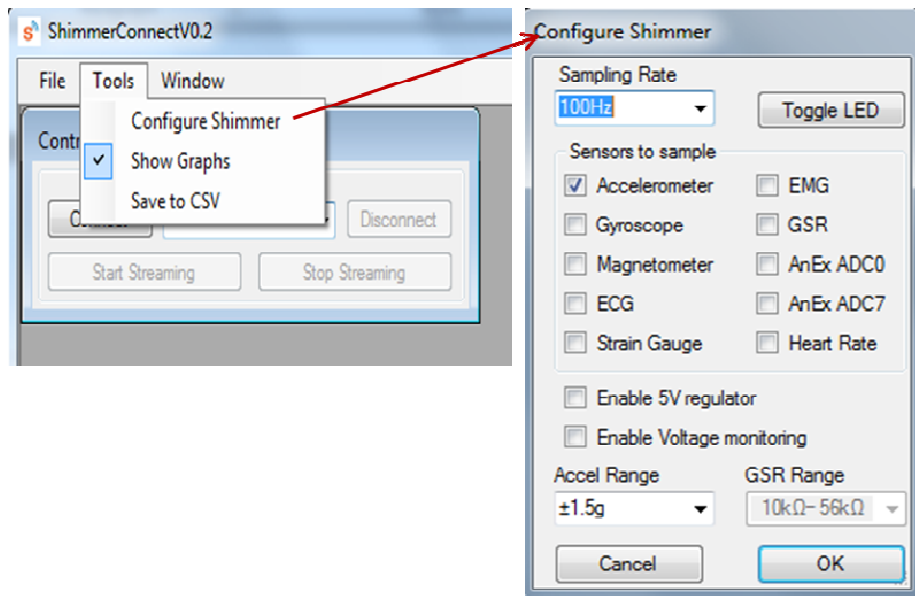 ShimmerConnectV0.2
File Tools Window
Configure Shimmer
Show Graphs
Save to CSV
Disconnect
Start Streaming Stop Streaming
Configure Shimmer
Sampling Rate
100Hz Toggle LED
Sensors to sample
Accelerometer EMG
Gyroscope GSR
Magnetometer AnEx ADC0
ECG AnEx ADC7
Strain Gauge Heart Rate
Enable 5V regulator
Enable Voltage monitoring
Accel Range GSR Range
±1.5g 10kΩ- 56kΩ
Cancel OK